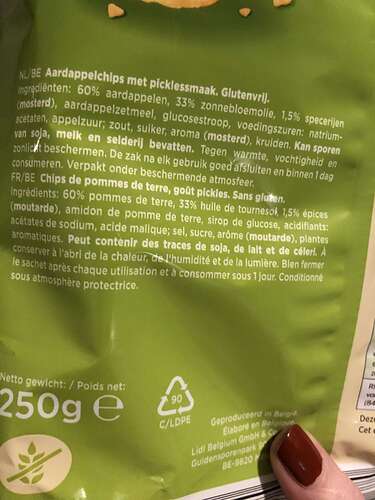 NL/BE Aardappelchips met picklessmaak. Glutenvrij.
Ingrediënten: 60% aardappelen, 33% zonnebloemolie, 1,5% specerijen
(mosterd), aardappelzetmeel, glucosestroop, voedingszuren: natrium-
acetaten, appelzuur; zout, suiker, aroma (mosterd), kruiden. Kan sporen
van soja, melk en selderij bevatten. Tegen warmte, vochtigheid en
zonlicht beschermen. De zak na elk gebruik goed afsluiten en binnen 1 dag
consumeren. Verpakt onder beschermende atmosfeer.
FR/BE Chips de pommes de terre, goût pickles. Sans gluten.
Ingrédients: 60% pommes de terre, 33% huile de tournesol, 1,5% épices
(moutarde), amidon de pomme de terre, sirop de glucose, acidifiants:
acétates de sodium, acide malique; sel, sucre, arôme (moutarde), plantes
aromatiques. Peut contenir des traces de soja, de lait et de céleri. À
conserver à l'abri de la chaleur, de l'humidité et de la lumière. Bien fermer
le sachet après chaque utilisation et à consommer sous 1 jour. Conditionné
sous atmosphère protectrice.
Netto gewicht: / Poids net:
250g e
90
C/LDPE
Geproduceerd in België
Élaboré en Belgique
Lidl Belgium GmbH & Co
Guldensporenpark
BE-9820 M
Deze
Cet